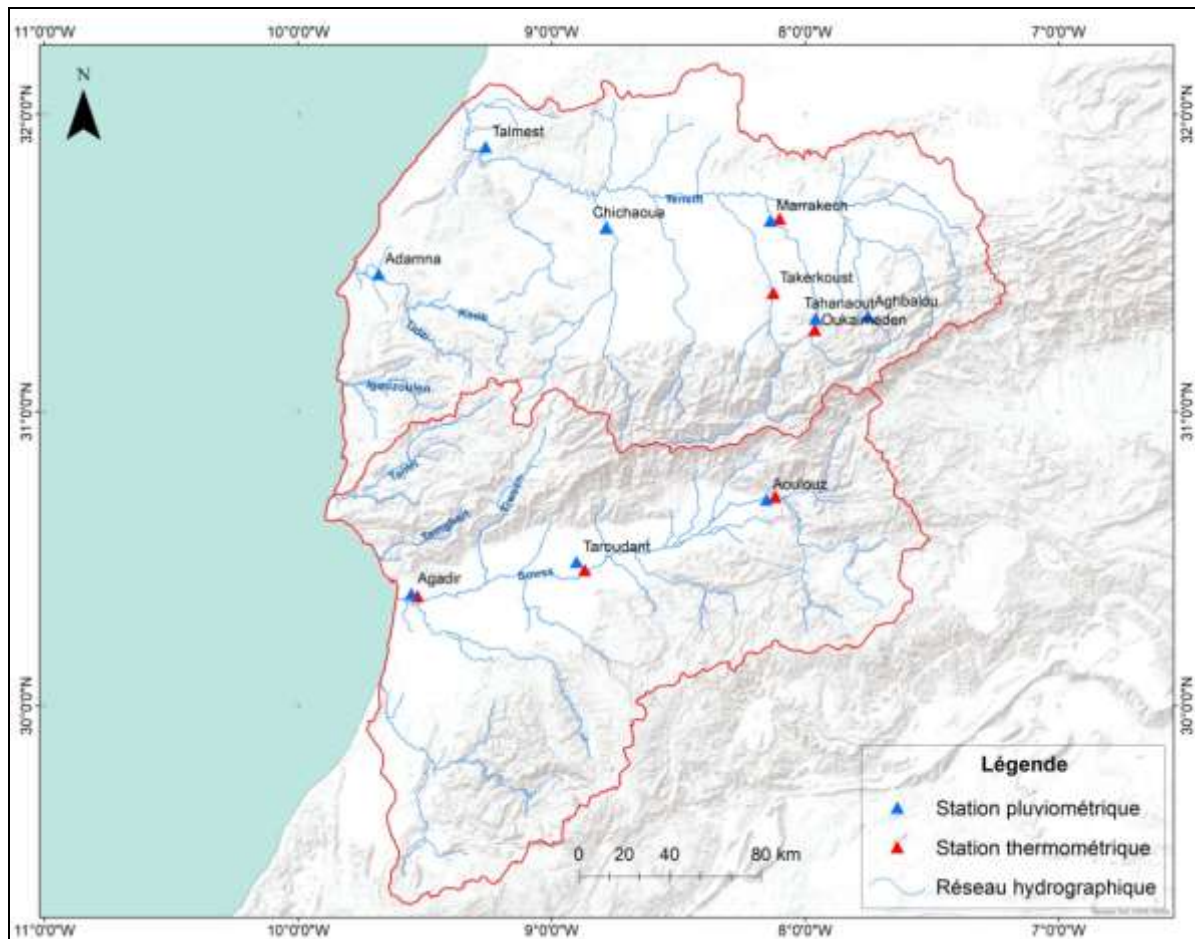 11°0'0"W 10°0'0"W 9°0'0"W 8°0'0"W 7°0'0"W
N
32°0'0"N 32°0'0"N
Talmest
Tensift
Chichaoua
Marrakech
Adamna
Takerkoust
Ksob
Tahanaout Aghbalou
Oukaimeden
Igouzoulen
31°0'0"N 31°0'0"N
Aoulouz
Taroudant
Agadir
Souss
30°0'0"N 30°0'0"N
Légende
Station pluviométrique
0 20 40 80 km
Station thermométrique
Réseau hydrographique
11°0'0"W 10°0'0"W 9°0'0"W 8°0'0"W 7°0'0"W